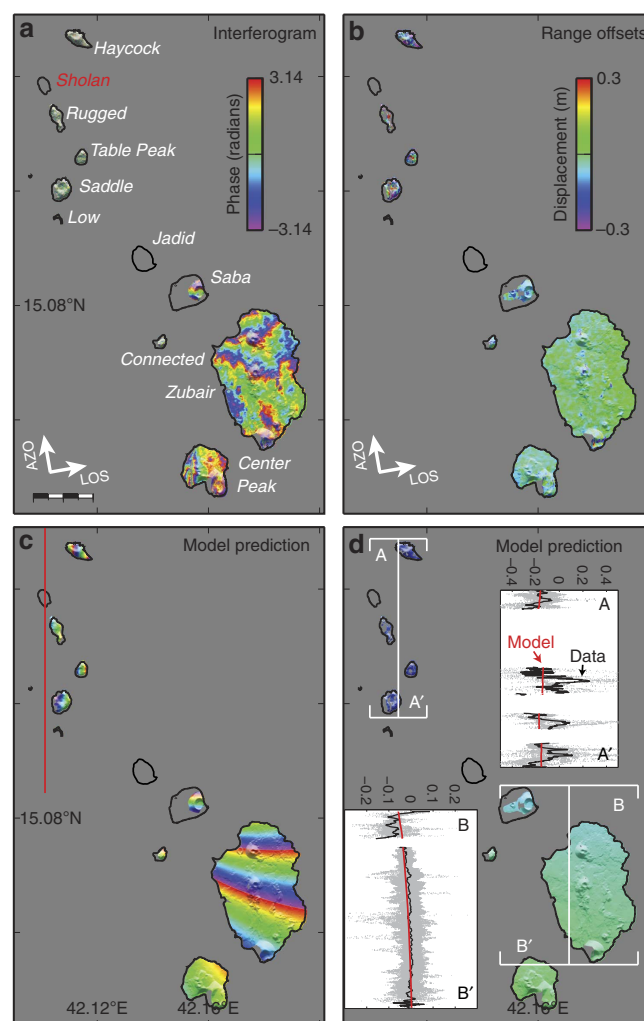 a
Interferogram
Haycock
Sholan
Rugged
Table Peak
Saddle
Low
Jadid
Saba
Connected
Zubair
Center
Peak
3.14
Phase (radians)
−3.14
15.08°N
AZO
LOS
b
Range offsets
0.3
Displacement (m)
−0.3
AZO
LOS
c
Model prediction
15.08°N
42.12°E
42.16°E
d
Model prediction
A
A′
−0.4
−0.2
0
0.2
0.4
A
Model
Data
A′
−0.2
−0.1
0
0.1
0.2
B
B′
B
B′
42.16°E